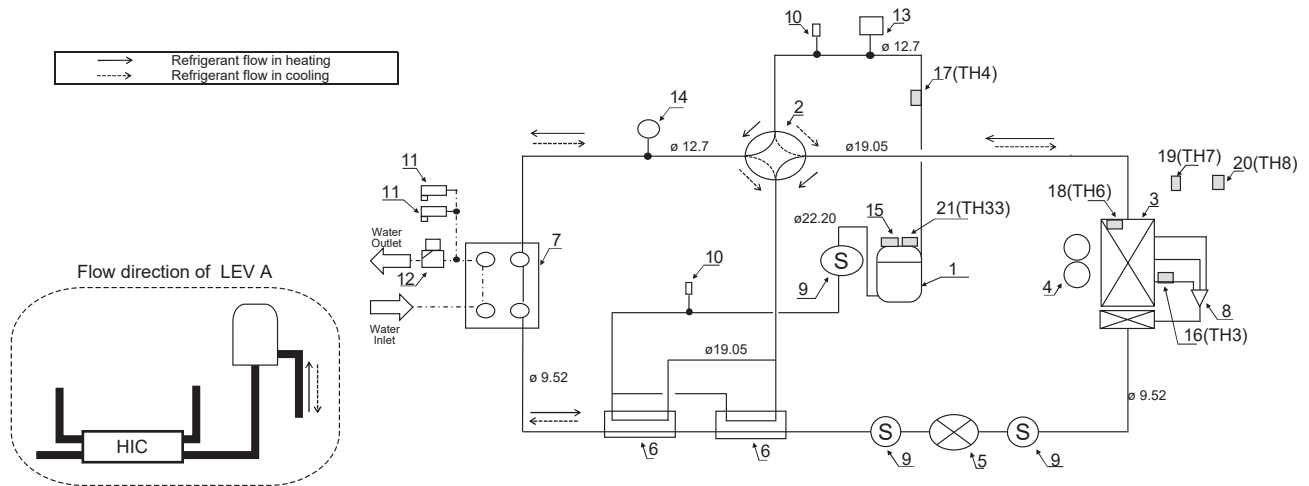 10
13
ø 12.7
Refrigerant flow in heating
Refrigerant flow in cooling
17(TH4)
14
2
ø 12.7
ø19.05
19(TH7)
20(TH8)
11
18(TH6)
3
11
ø22.20
15
21(TH33)
Water
Outlet
7
S
12
10
9
1
4
8
Flow direction of LEV A
Water
Inlet
16(TH3)
ø19.05
ø 9.52
ø 9.52
HIC
S
S
6
6
9
5
9